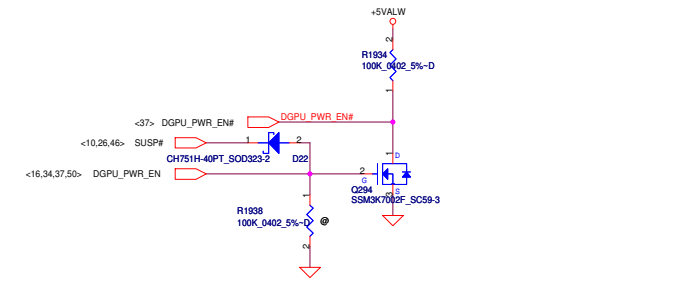 +5VALW
2
R1934
100K_0402_5%~D
1
<37> DGPU_PWR_EN# DGPU_PWR_EN#
<10,26,46> SUSP# 1 2
CH751H-40PT_SOD323-2 D22
1 D
<16,34,37,50> DGPU_PWR_EN 2
G
Q294 3 S
SSM3K7002F_SC59-3
1
R1938
100K_0402_5%~D @
2